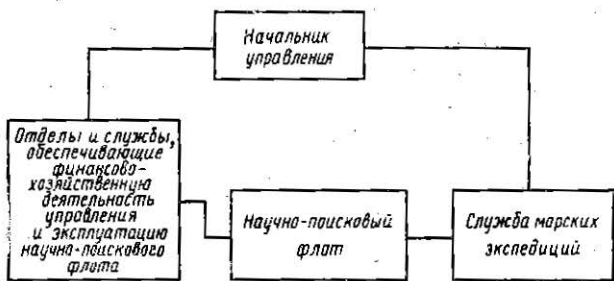 Начальник
управления
Отделы и службы,
обеспечивающие
финансово-
хозяйственную
деятельность
управления
и эксплуатацию
научно-поискового
флота
Научно-поисковый
флот
Служба морских
экспедиций